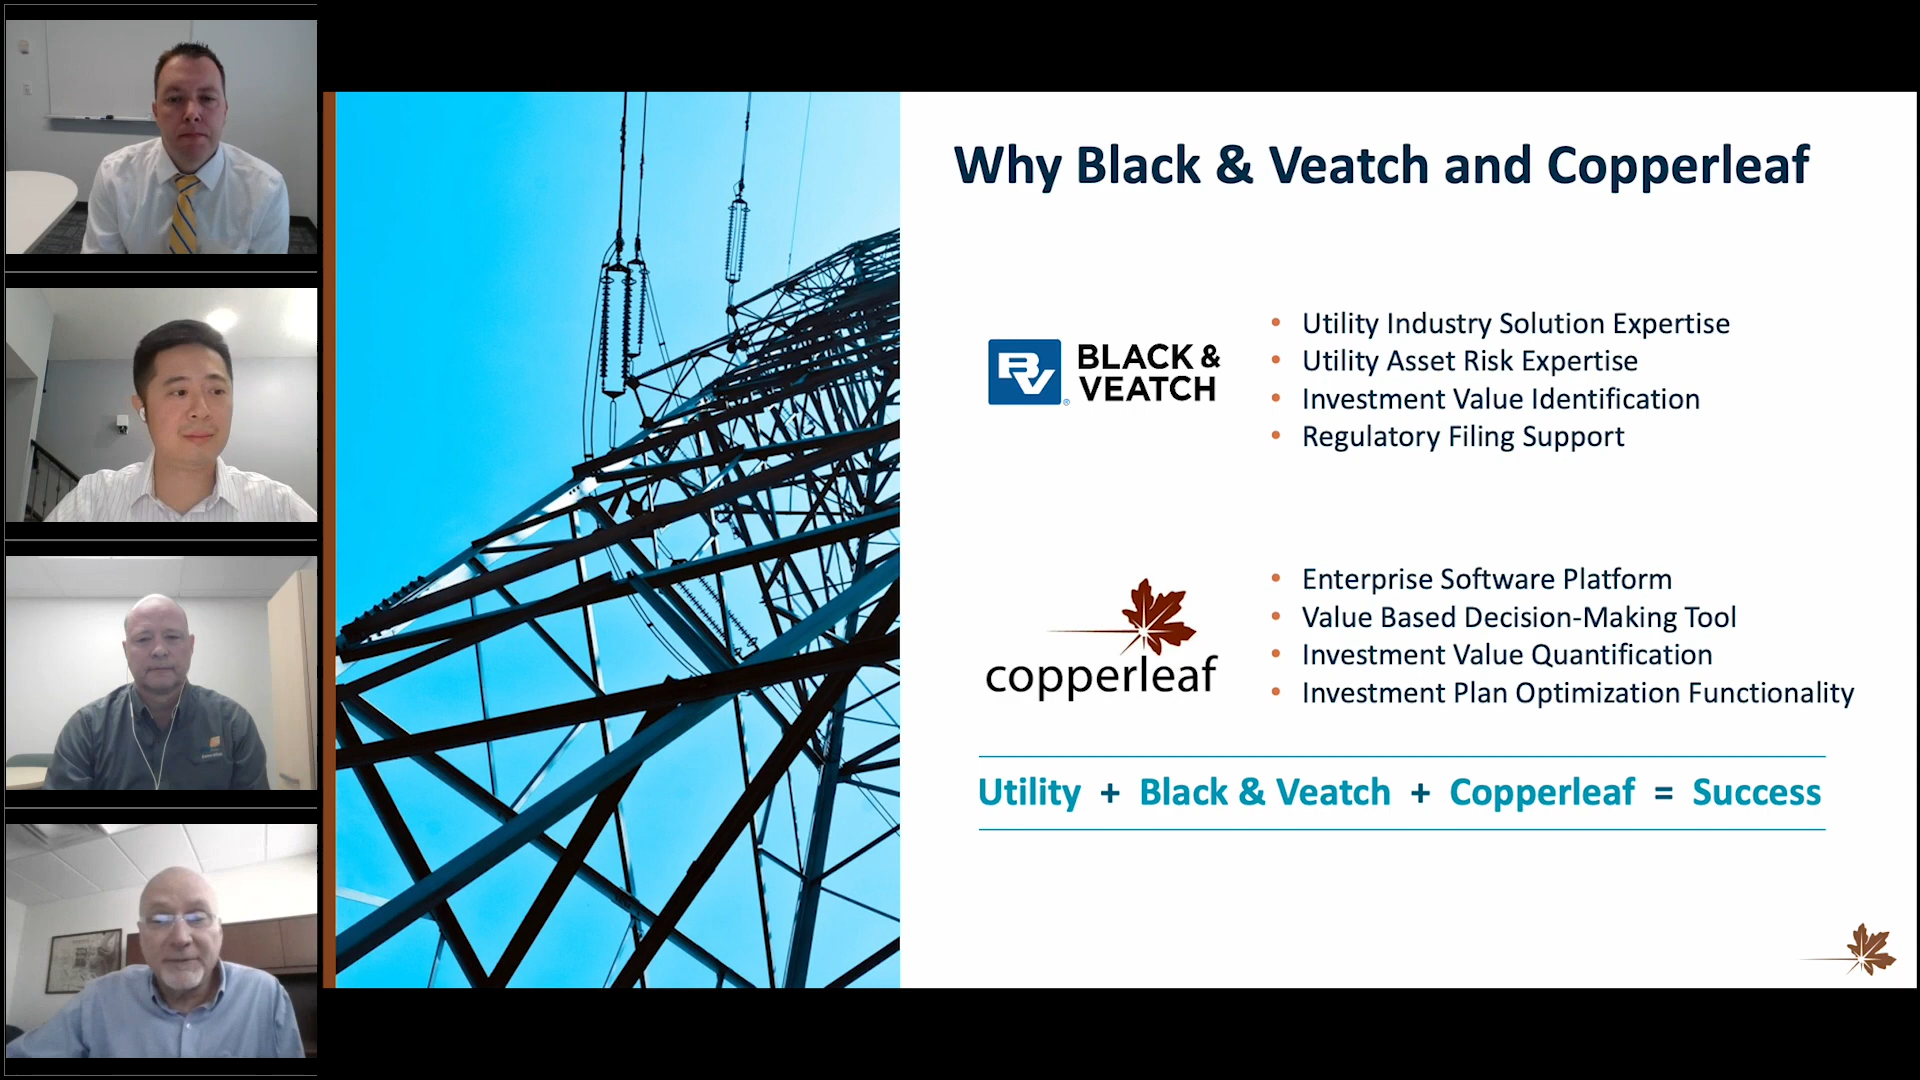 Why Black & Veatch and Copperleaf
BV
®
BLACK &
VEATCH
• Utility Industry Solution Expertise
• Utility Asset Risk Expertise
• Investment Value Identification
• Regulatory Filing Support
copperleaf
• Enterprise Software Platform
• Value Based Decision-Making Tool
• Investment Value Quantification
• Investment Plan Optimization Functionality
Utility + Black & Veatch + Copperleaf = Success